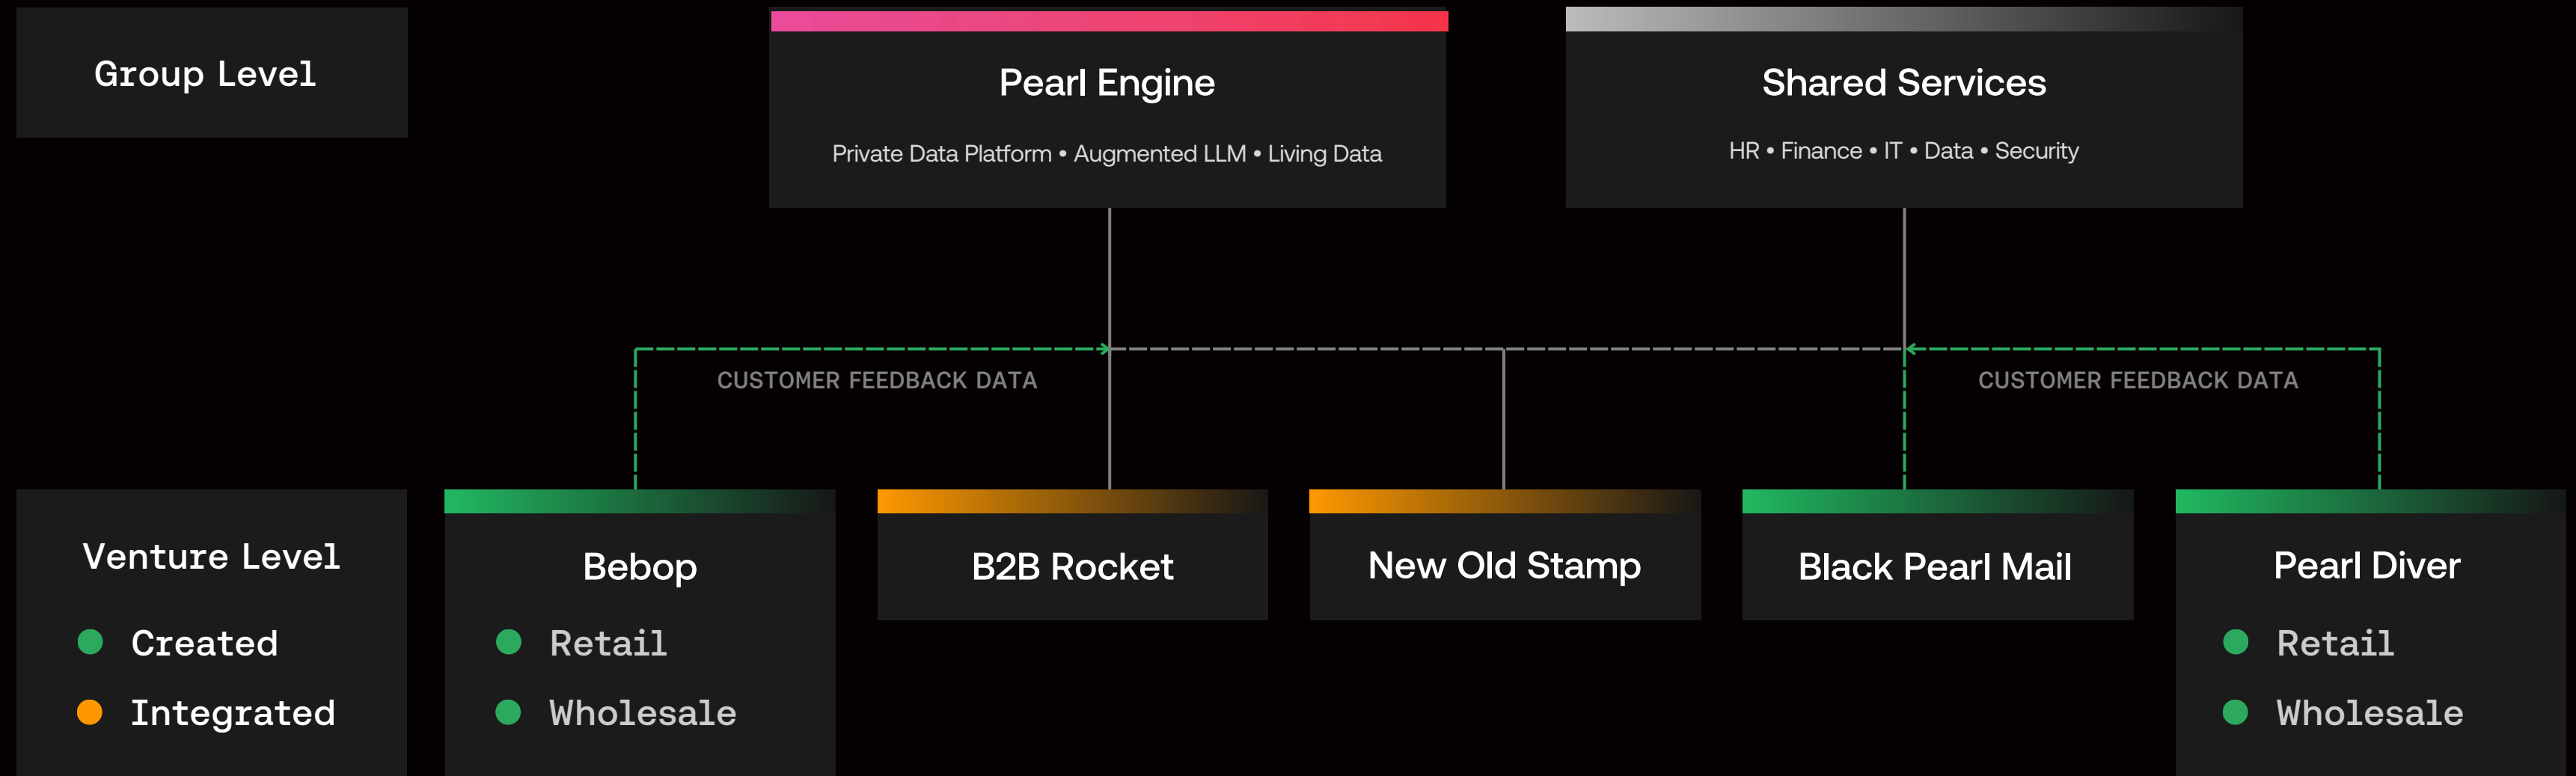 Group Level
Pearl Engine
Private Data Platform • Augmented LLM • Living Data
Shared Services
HR • Finance • IT • Data • Security
CUSTOMER FEEDBACK DATA
CUSTOMER FEEDBACK DATA
Venture Level
Created
Integrated
Bebop
Retail
Wholesale
B2B Rocket
New Old Stamp
Black Pearl Mail
Pearl Diver
Retail
Wholesale